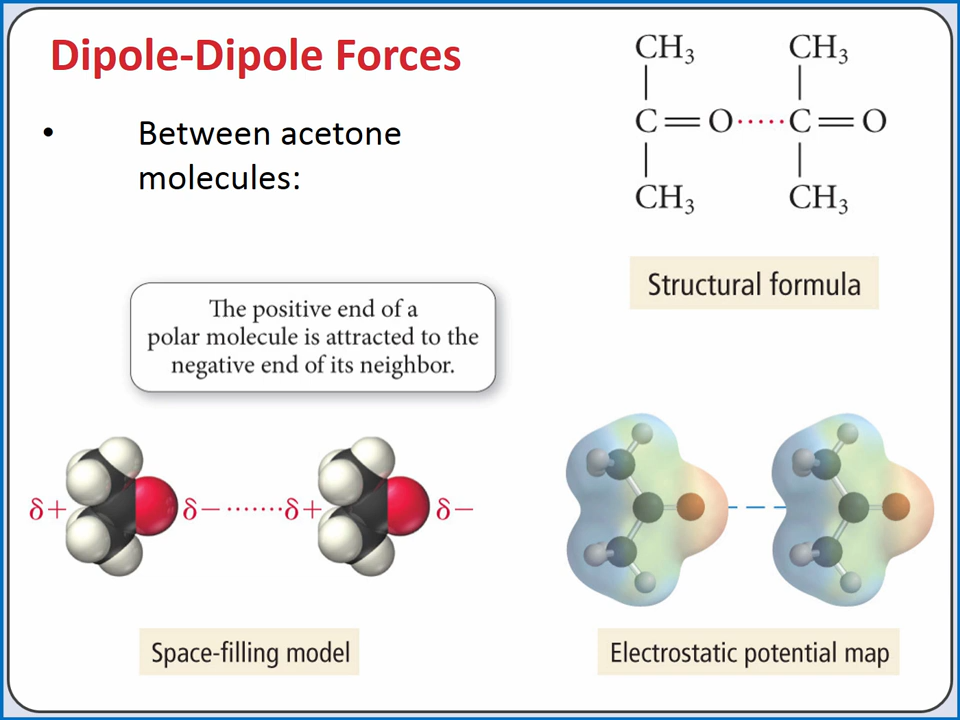 Dipole-Dipole Forces
• Between acetone
molecules:
CH₃ CH₃
C=O·····C=O
CH₃ CH₃
Structural formula
The positive end of a
polar molecule is attracted to the
negative end of its neighbor.
δ+ δ−·······δ+ δ−
Space-filling model
Electrostatic potential map